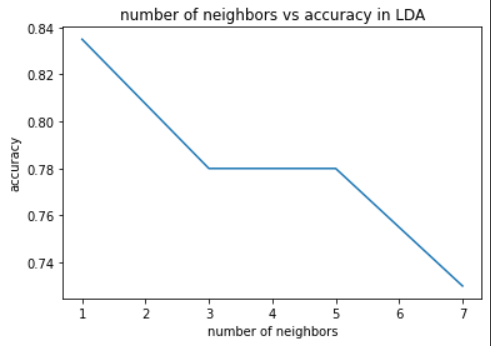 number of neighbors vs accuracy in LDA
0.84
0.82
0.80
0.78
0.76
0.74
accuracy
1 2 3 4 5 6 7
number of neighbors